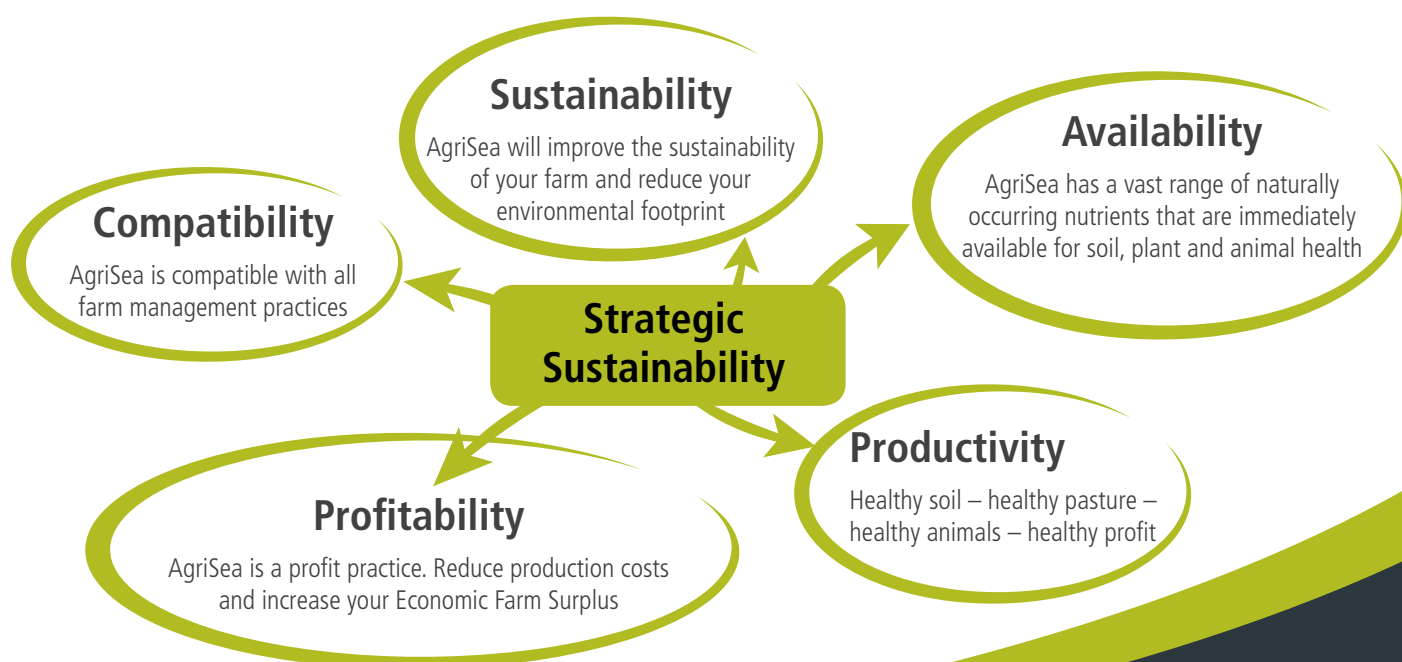 Sustainability
AgriSea will improve the sustainability
of your farm and reduce your
environmental footprint
Availability
AgriSea has a vast range of naturally
occurring nutrients that are immediately
available for soil, plant and animal health
Compatibility
AgriSea is compatible with all
farm management practices
Strategic
Sustainability
Productivity
Healthy soil – healthy pasture –
healthy animals – healthy profit
Profitability
AgriSea is a profit practice. Reduce production costs
and increase your Economic Farm Surplus